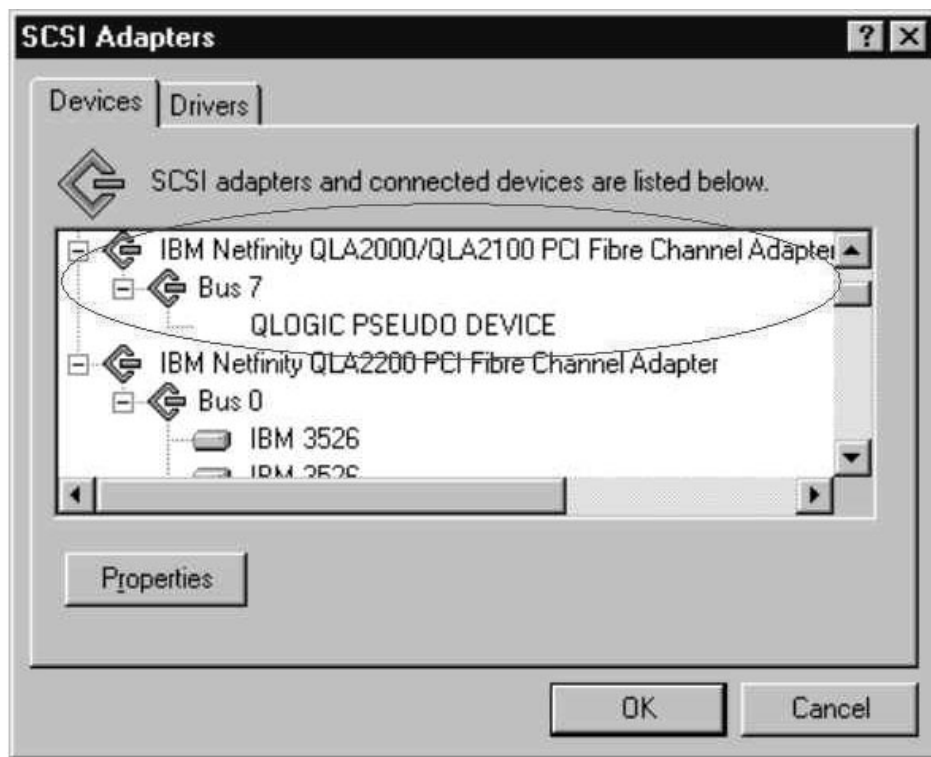 SCSI Adapters
Devices
Drivers
SCSI adapters and connected devices are listed below.
IBM Netfinity QLA2000/QLA2100 PCI Fibre Channel Adapter
Bus 7
QLOGIC PSEUDO DEVICE
IBM Netfinity QLA2200 PCI Fibre Channel Adapter
Bus 0
IBM 3526
IBM 3526
Properties
OK
Cancel